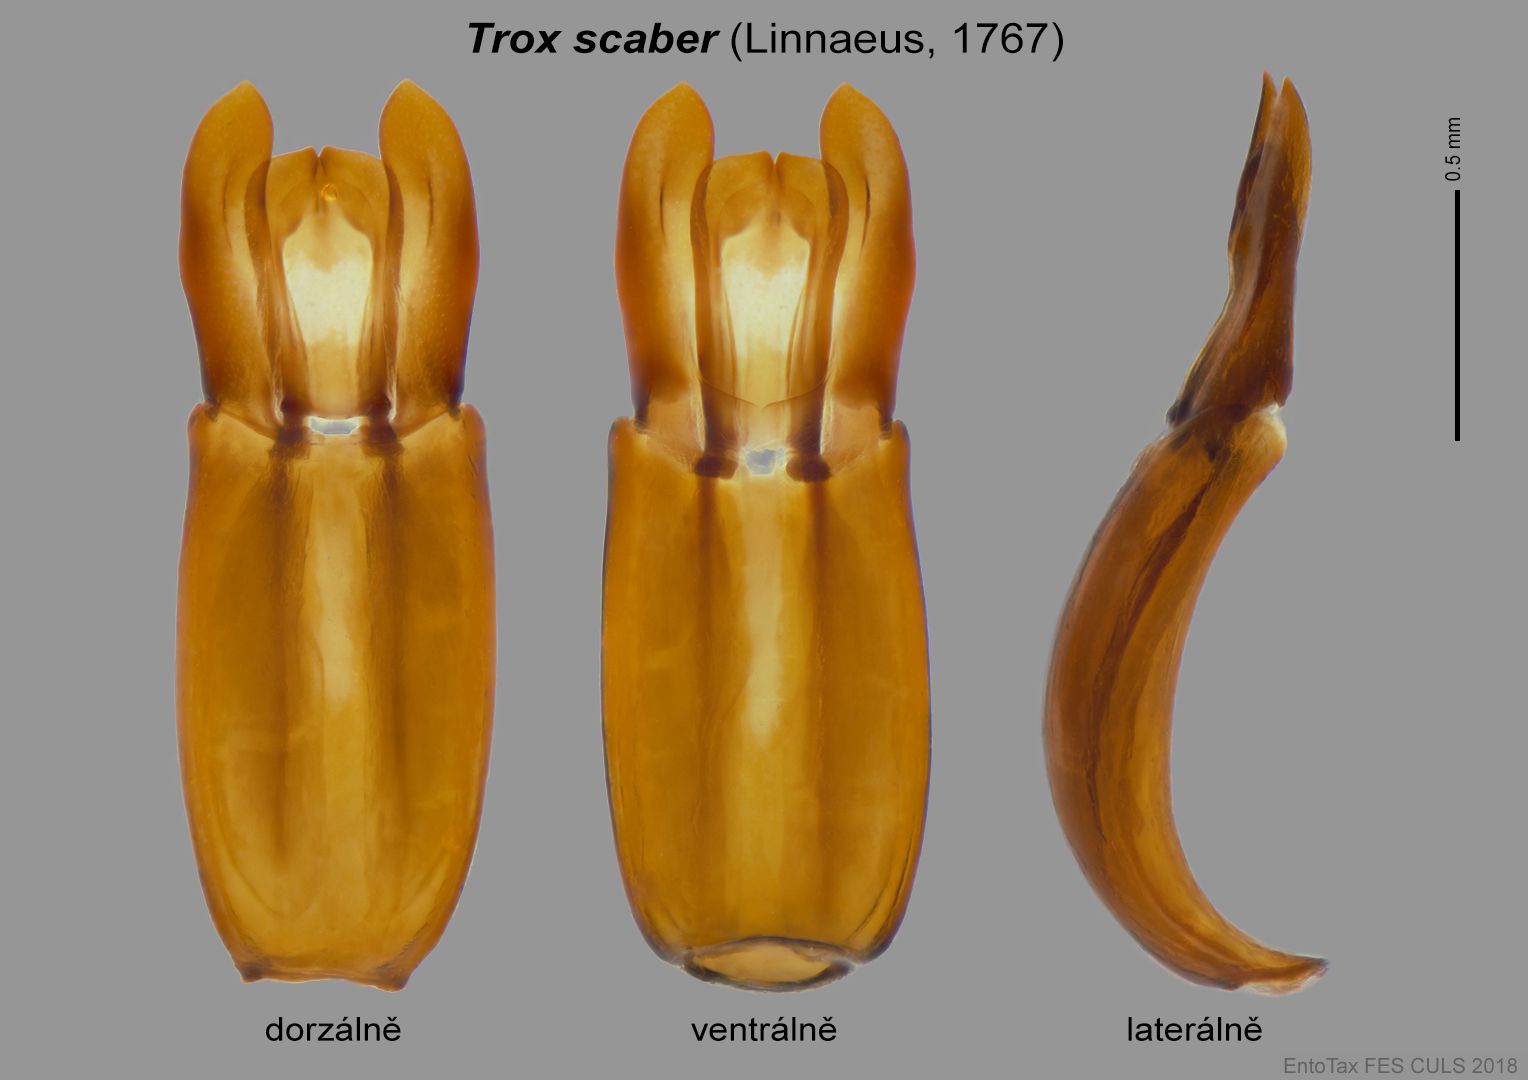 Trox scaber (Linnaeus, 1767)
0.5 mm
dorzálně
ventrálně
laterálně
EntoTax FES CULS 2018